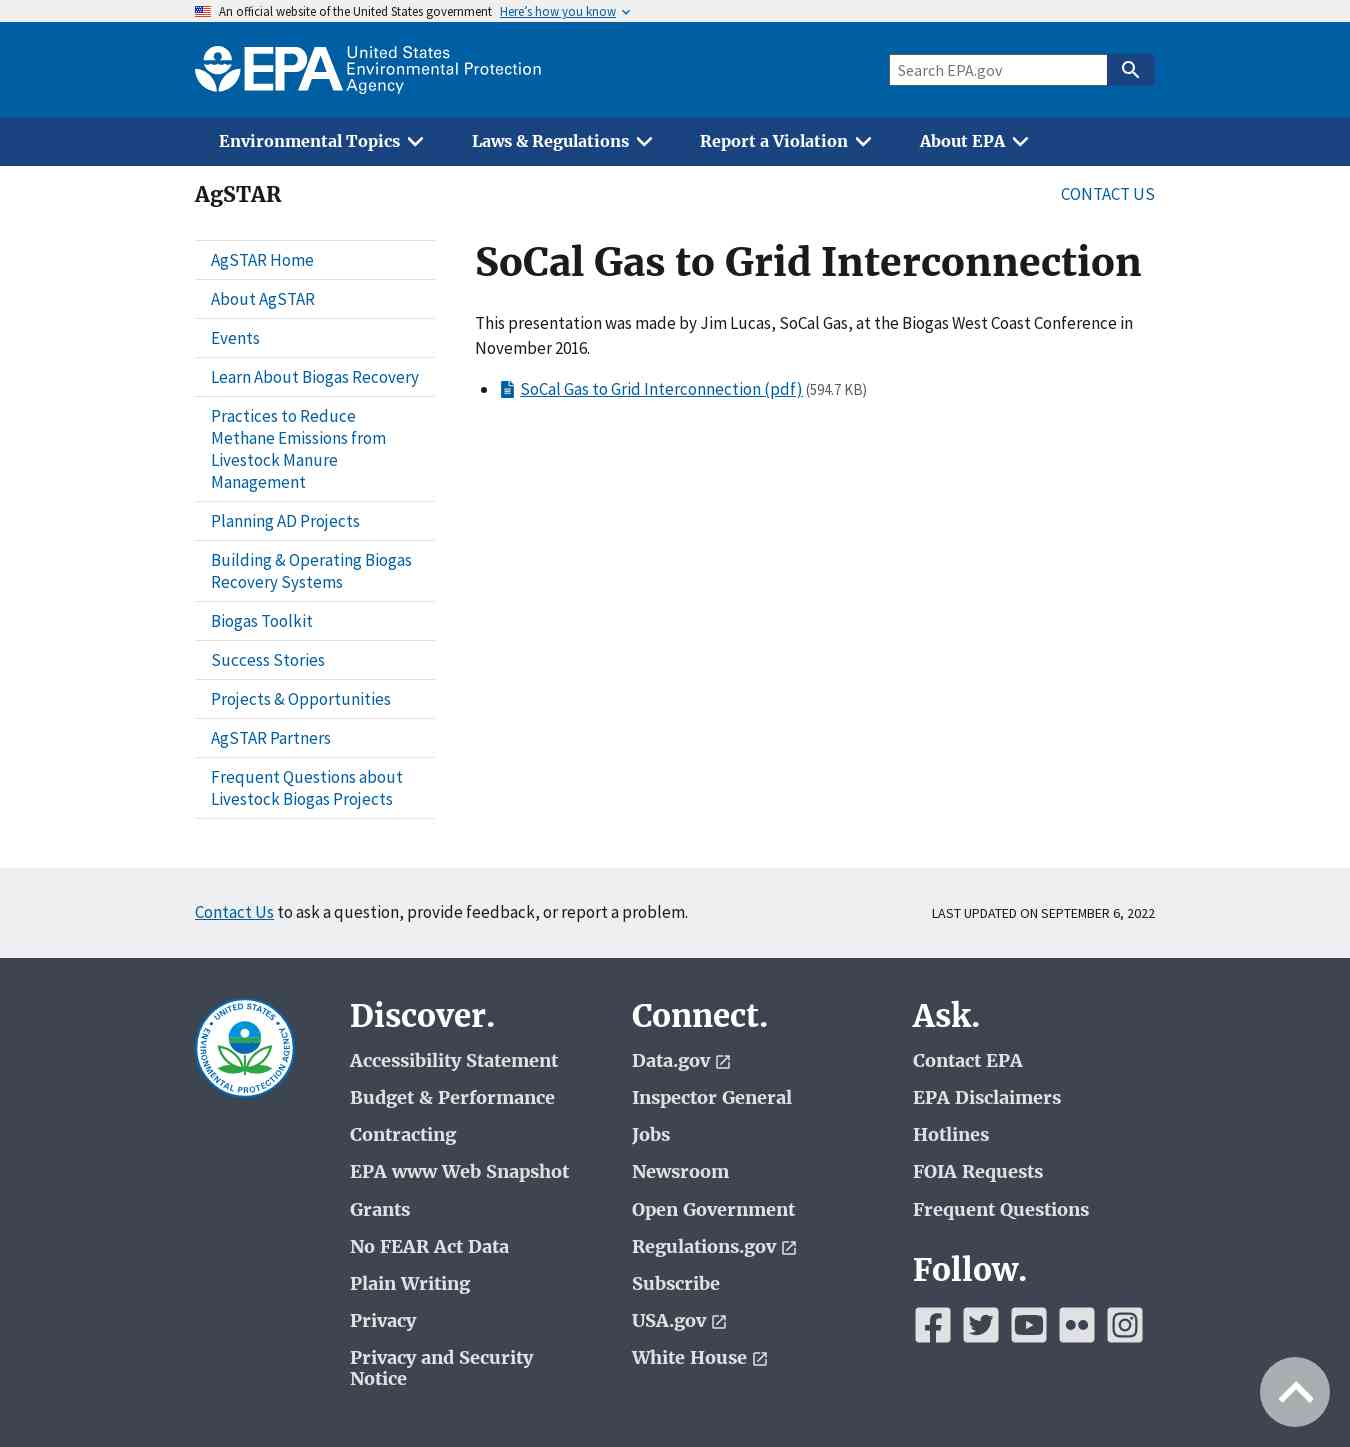 An official website of the United States government Here's how you know
EPA United States
Environmental Protection
Agency
Search EPA.gov
Environmental Topics
Laws & Regulations
Report a Violation
About EPA
AgSTAR
CONTACT US
AgSTAR Home
About AgSTAR
Events
Learn About Biogas Recovery
Practices to Reduce
Methane Emissions from
Livestock Manure
Management
Planning AD Projects
Building & Operating Biogas
Recovery Systems
Biogas Toolkit
Success Stories
Projects & Opportunities
AgSTAR Partners
Frequent Questions about
Livestock Biogas Projects
SoCal Gas to Grid Interconnection
This presentation was made by Jim Lucas, SoCal Gas, at the Biogas West Coast Conference in
November 2016.
SoCal Gas to Grid Interconnection (pdf) (594.7 KB)
Contact Us to ask a question, provide feedback, or report a problem.
LAST UPDATED ON SEPTEMBER 6, 2022
UNITED STATES ENVIRONMENTAL PROTECTION AGENCY
Discover.
Accessibility Statement
Budget & Performance
Contracting
EPA www Web Snapshot
Grants
No FEAR Act Data
Plain Writing
Privacy
Privacy and Security
Notice
Connect.
Data.gov
Inspector General
Jobs
Newsroom
Open Government
Regulations.gov
Subscribe
USA.gov
White House
Ask.
Contact EPA
EPA Disclaimers
Hotlines
FOIA Requests
Frequent Questions
Follow.